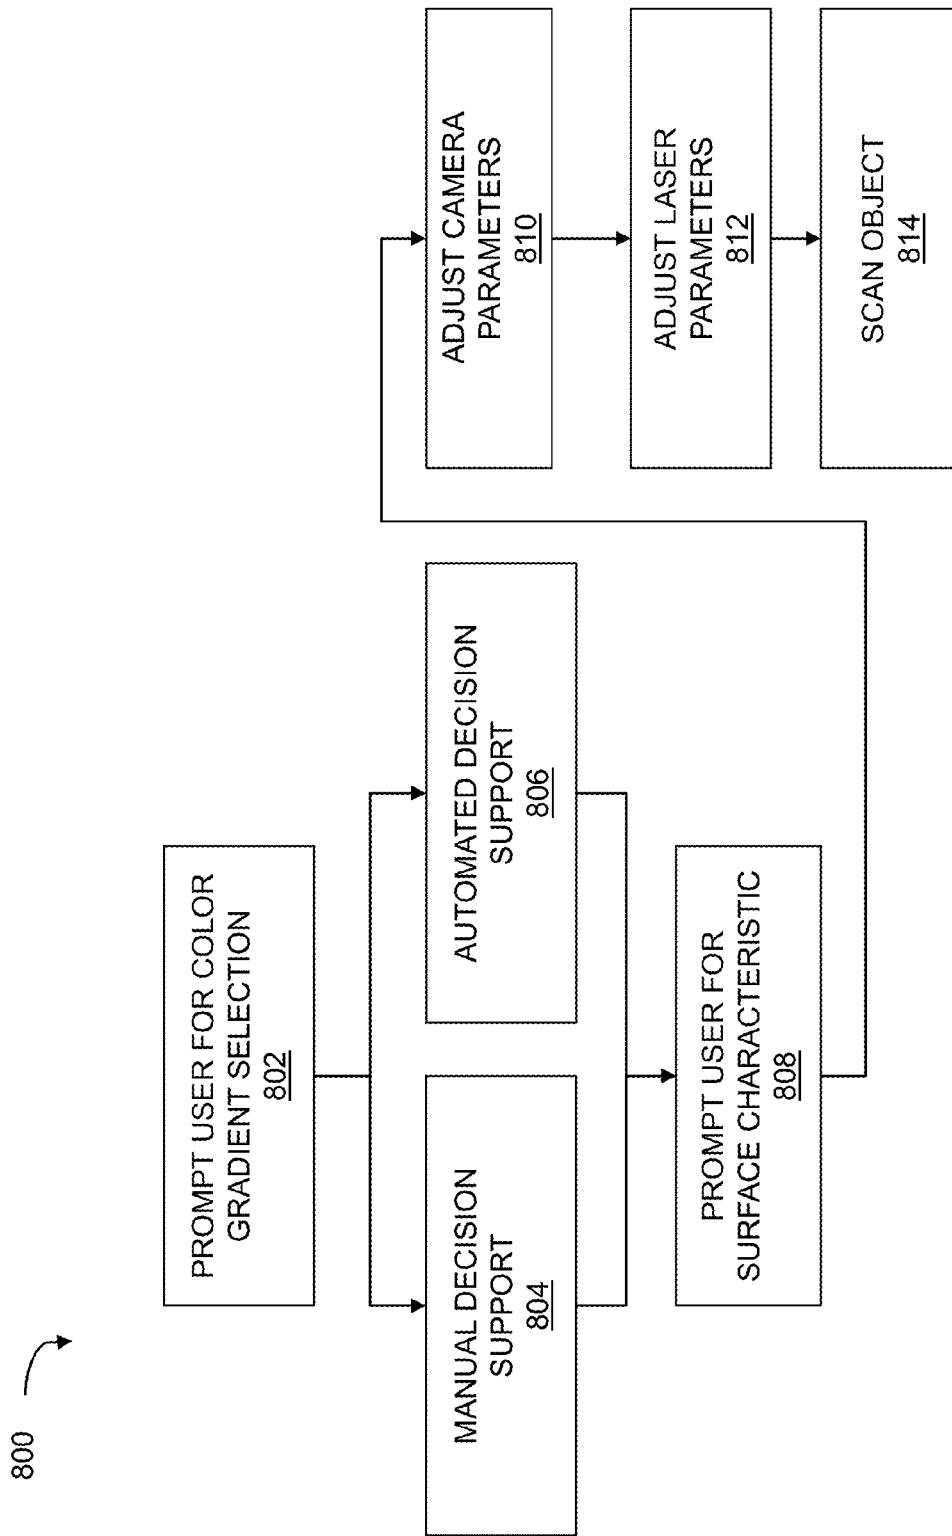 800
PROMPT USER FOR COLOR
GRADIENT SELECTION
802
MANUAL DECISION
SUPPORT
804
AUTOMATED DECISION
SUPPORT
806
PROMPT USER FOR
SURFACE CHARACTERISTIC
808
ADJUST CAMERA
PARAMETERS
810
ADJUST LASER
PARAMETERS
812
SCAN OBJECT
814